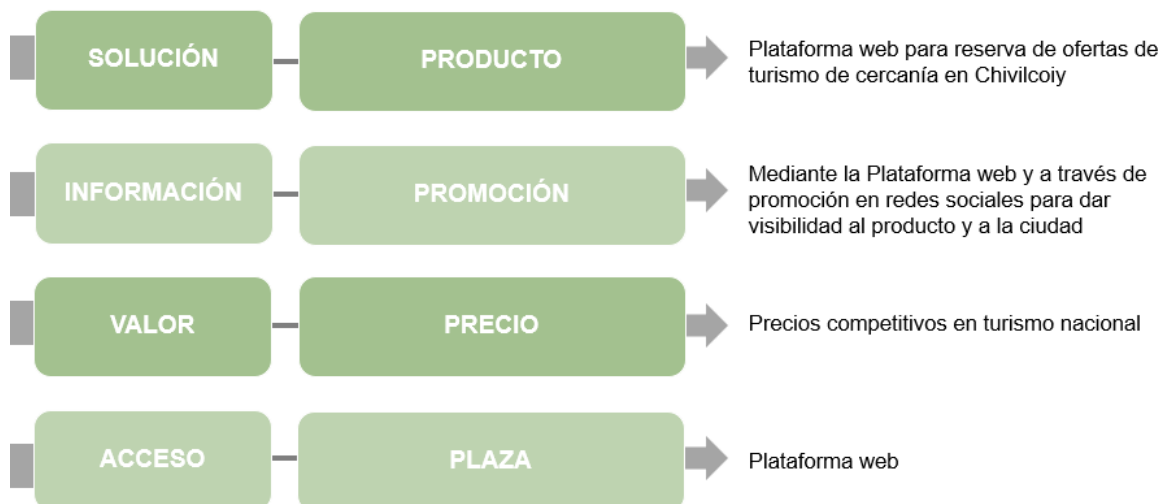 SOLUCIÓN
PRODUCTO
Plataforma web para reserva de ofertas de
turismo de cercanía en Chivilcoiy
INFORMACIÓN
PROMOCIÓN
Mediante la Plataforma web y a través de
promoción en redes sociales para dar
visibilidad al producto y a la ciudad
VALOR
PRECIO
Precios competitivos en turismo nacional
ACCESO
PLAZA
Plataforma web